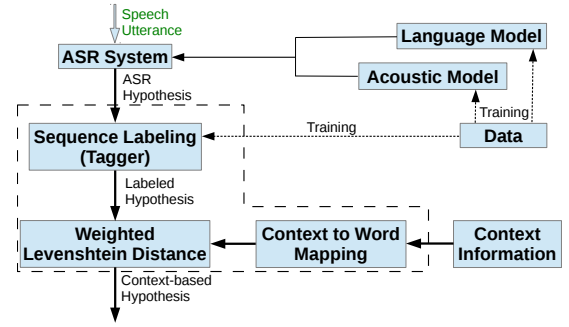 Speech
Utterance
Language Model
ASR System
Acoustic Model
ASR
Hypothesis
Training
Training
Sequence Labeling
(Tagger)
Data
Labeled
Hypothesis
Weighted
Levenshtein Distance
Context to Word
Mapping
Context
Information
Context-based
Hypothesis